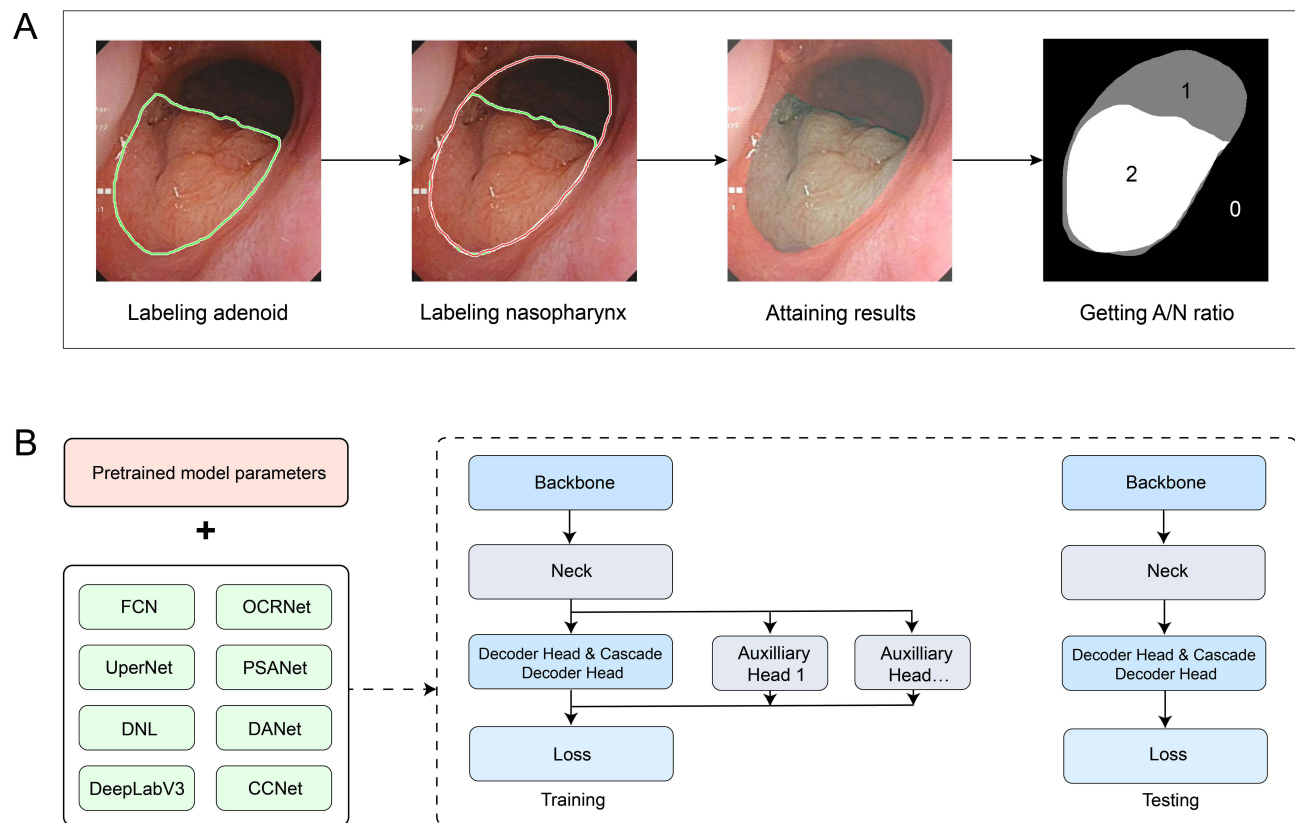 A
Labeling adenoid
Labeling nasopharynx
Attaining results
1
2
0
Getting A/N ratio
B
Pretrained model parameters
+
FCN
OCRNet
UperNet
PSANet
DNL
DANet
DeepLabV3
CCNet
Backbone
Neck
Decoder Head & Cascade
Decoder Head
Auxilliary
Head 1
Auxilliary
Head...
Loss
Training
Backbone
Neck
Decoder Head & Cascade
Decoder Head
Loss
Testing